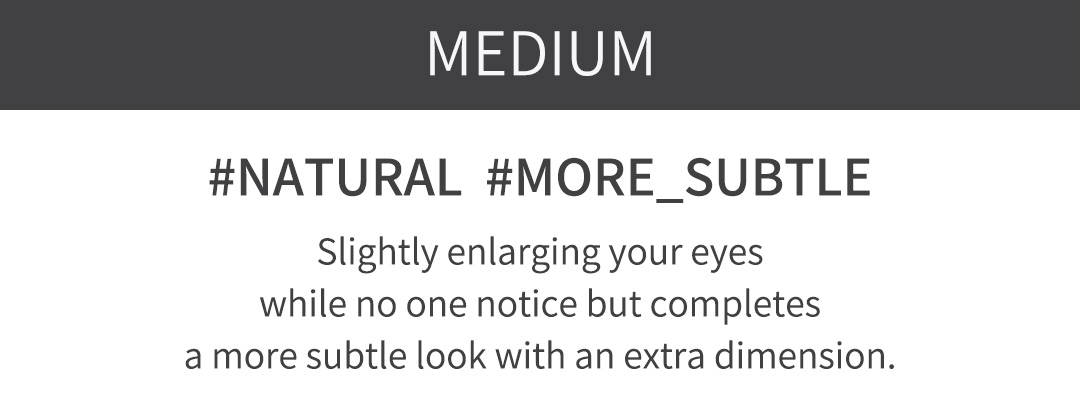 MEDIUM
#NATURAL #MORE_SUBTLE
Slightly enlarging your eyes
while no one notice but completes
a more subtle look with an extra dimension.